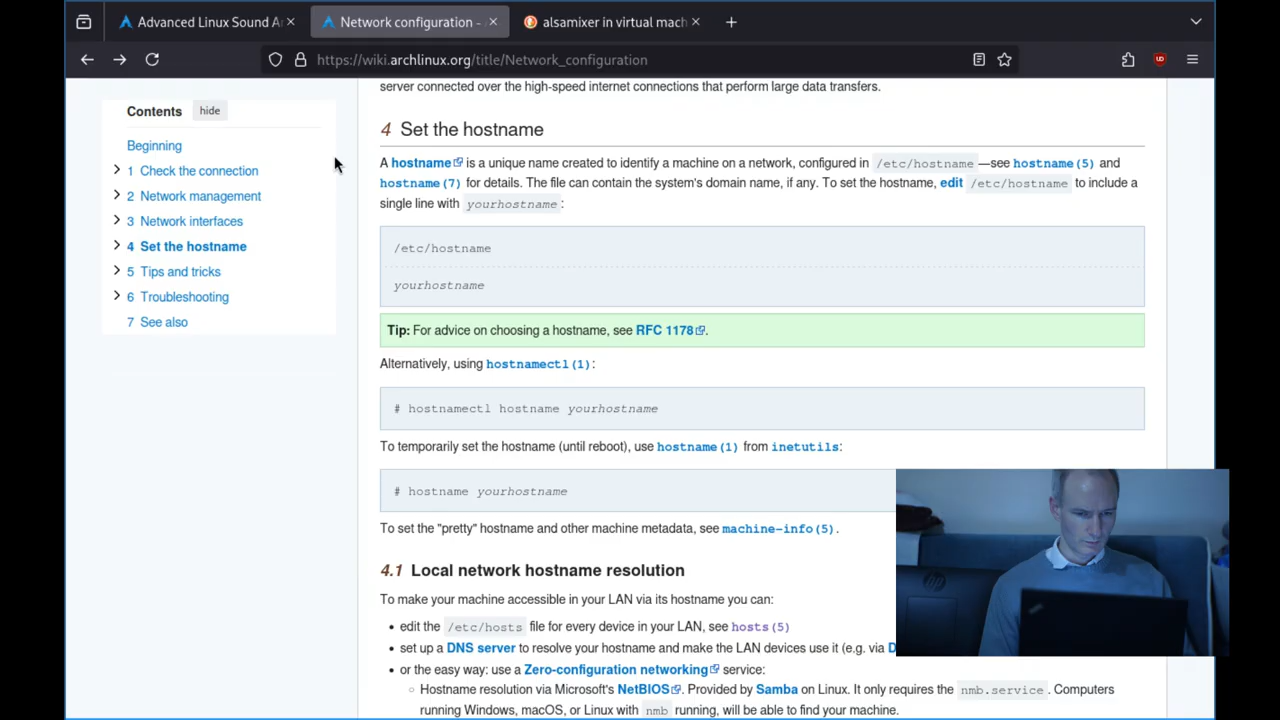 Advanced Linux Sound Ar
Network configuration -
alsamixer in virtual mach
https://wiki.archlinux.org/title/Network_configuration
server connected over the high-speed internet connections that perform large data transfers.
Contents hide
Beginning
1 Check the connection
2 Network management
3 Network interfaces
4 Set the hostname
5 Tips and tricks
6 Troubleshooting
7 See also
4 Set the hostname
A hostname is a unique name created to identify a machine on a network, configured in /etc/hostname —see hostname(5) and
hostname(7) for details. The file can contain the system's domain name, if any. To set the hostname, edit /etc/hostname to include a
single line with yourhostname :
/etc/hostname
yourhostname
Tip: For advice on choosing a hostname, see RFC 1178.
Alternatively, using hostnamectl(1):
# hostnamectl hostname yourhostname
To temporarily set the hostname (until reboot), use hostname(1) from inetutils:
# hostname yourhostname
To set the "pretty" hostname and other machine metadata, see machine-info(5).
4.1 Local network hostname resolution
To make your machine accessible in your LAN via its hostname you can:
• edit the /etc/hosts file for every device in your LAN, see hosts(5)
• set up a DNS server to resolve your hostname and make the LAN devices use it (e.g. via D
• or the easy way: use a Zero-configuration networking service:
◦ Hostname resolution via Microsoft's NetBIOS. Provided by Samba on Linux. It only requires the nmb.service. Computers
running Windows, macOS, or Linux with nmb running, will be able to find your machine.